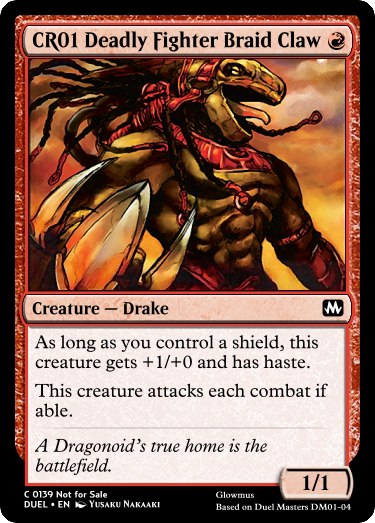 CR01 Deadly Fighter Braid Claw
Creature — Drake
As long as you control a shield, this
creature gets +1/+0 and has haste.
This creature attacks each combat if
able.
A Dragonoid's true home is the
battlefield.
1/1
C 0139 Not for Sale
DUEL • EN Yusaku Nakaaki
Glowmus
Based on Duel Masters DM01-04